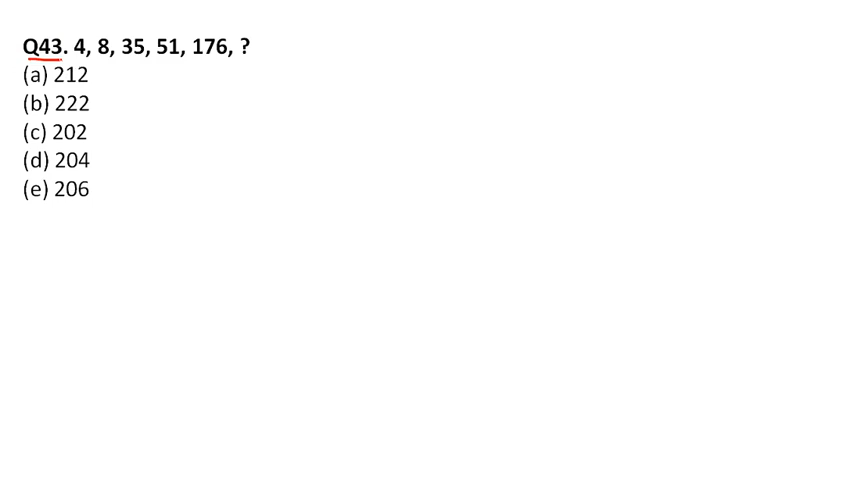 Q43. 4, 8, 35, 51, 176, ?
(a) 212
(b) 222
(c) 202
(d) 204
(e) 206